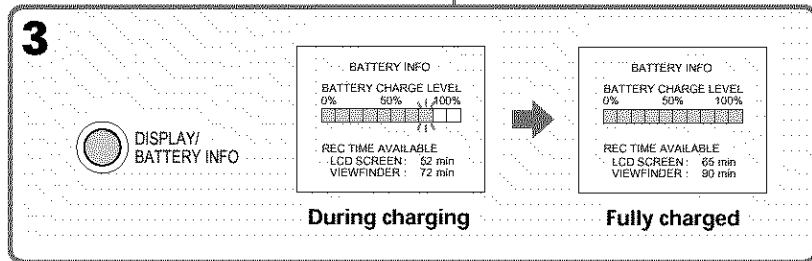 3
DISPLAY/
BATTERY INFO
BATTERY INFO
BATTERY CHARGE LEVEL
0% 50% 100%
REC TIME AVAILABLE
LCD SCREEN : 52 min
VIEWFINDER : 72 min
During charging
BATTERY INFO
BATTERY CHARGE LEVEL
0% 50% 100%
REC TIME AVAILABLE
LCD SCREEN : 65 min
VIEWFINDER : 90 min
Fully charged